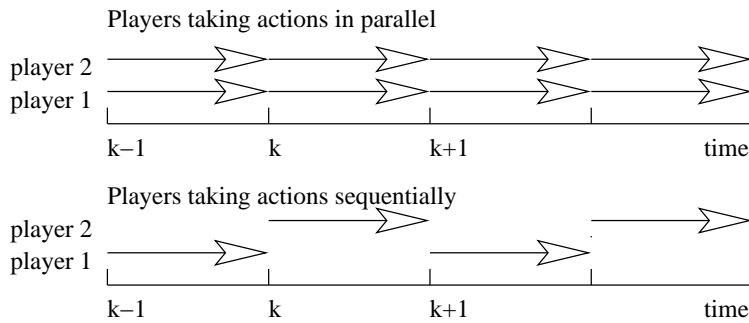 Players taking actions in parallel
player 2
player 1
k−1 k k+1 time
Players taking actions sequentially
player 2
player 1
k−1 k k+1 time